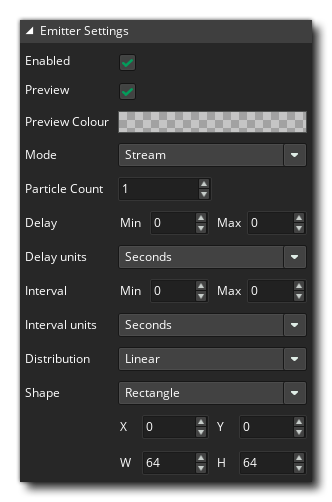 Emitter Settings
Enabled
Preview
Preview Colour
Mode Stream
Particle Count 1
Delay Min 0 Max 0
Delay units Seconds
Interval Min 0 Max 0
Interval units Seconds
Distribution Linear
Shape Rectangle
X 0 Y 0
W 64 H 64